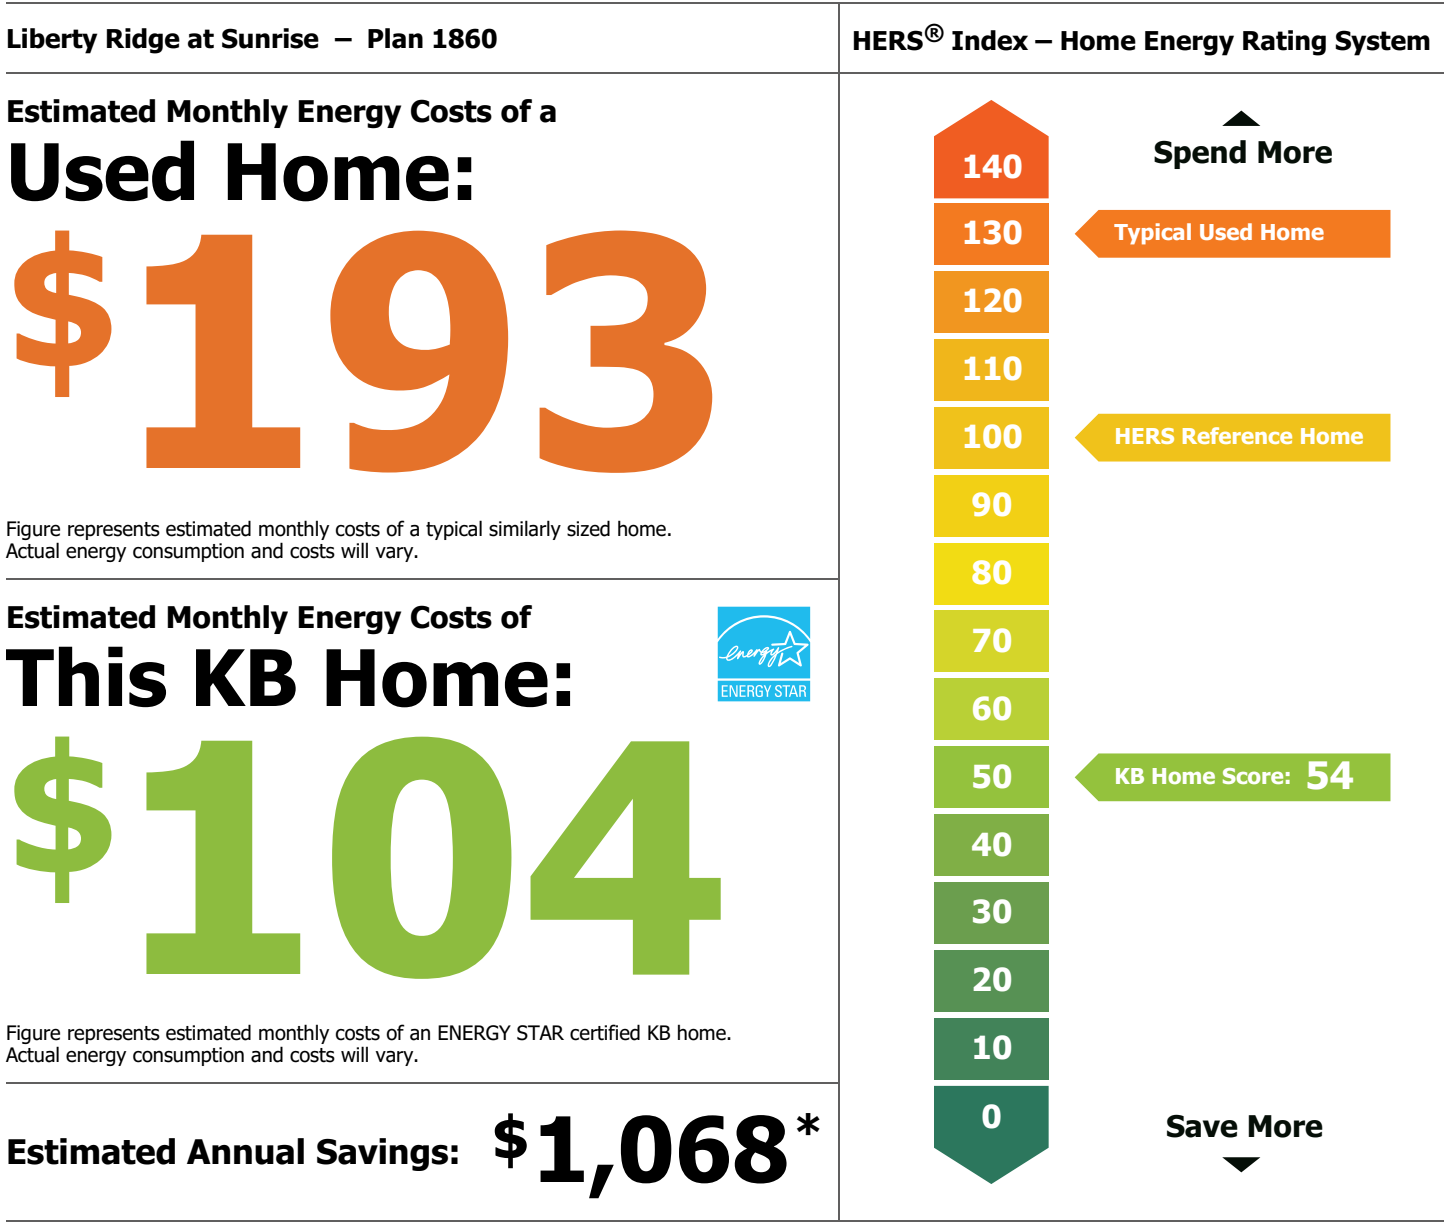 Liberty Ridge at Sunrise – Plan 1860
Estimated Monthly Energy Costs of a
Used Home:
$193
Figure represents estimated monthly costs of a typical similarly sized home.
Actual energy consumption and costs will vary.
Estimated Monthly Energy Costs of
This KB Home:
energy
ENERGY STAR
$104
Figure represents estimated monthly costs of an ENERGY STAR certified KB home.
Actual energy consumption and costs will vary.
Estimated Annual Savings: $1,068*
HERS® Index – Home Energy Rating System
Spend More
140
130 Typical Used Home
120
110
100 HERS Reference Home
90
80
70
60
50 KB Home Score: 54
40
30
20
10
0
Save More